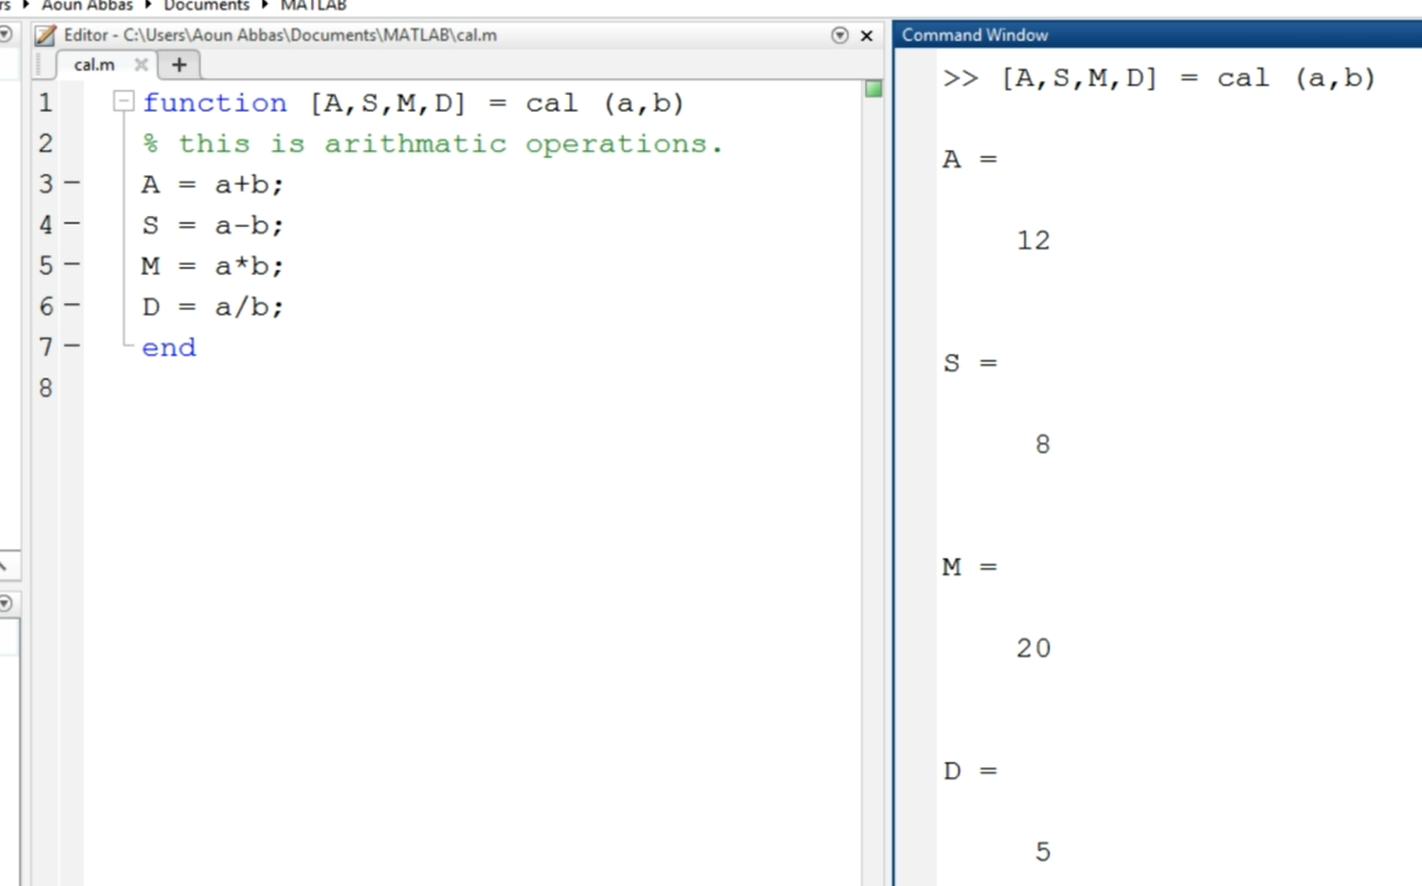 rs ▸ Aoun Abbas ▸ Documents ▸ MATLAB
Editor - C:\Users\Aoun Abbas\Documents\MATLAB\cal.m
cal.m
1 function [A,S,M,D] = cal (a,b)
2 % this is arithmatic operations.
3 – A = a+b;
4 – S = a-b;
5 – M = a*b;
6 – D = a/b;
7 – end
8
Command Window
>> [A,S,M,D] = cal (a,b)
A =
12
S =
8
M =
20
D =
5